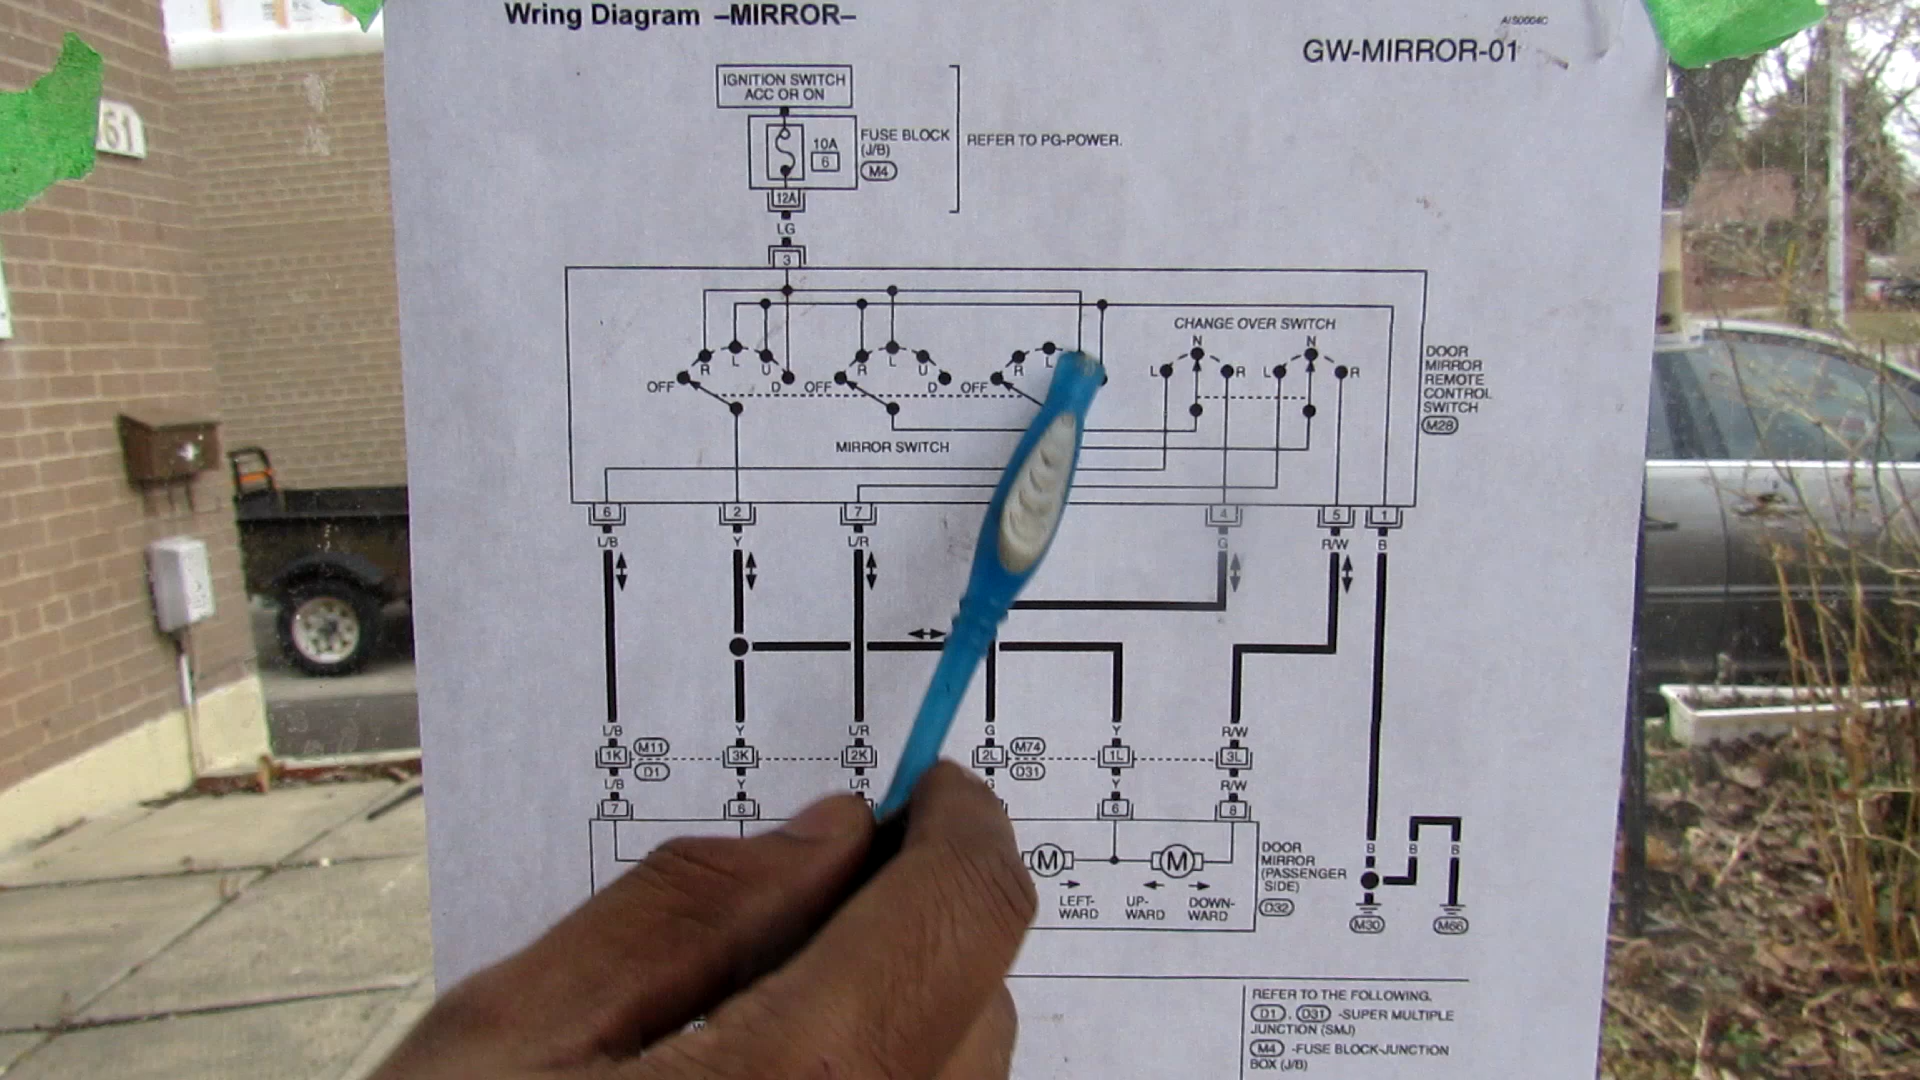 Wring Diagram –MIRROR–
GW-MIRROR-01
IGNITION SWITCH
ACC OR ON
10A
6
FUSE BLOCK
(J/B)
M4
REFER TO PG-POWER.
12A
LG
3
CHANGE OVER SWITCH
N
N
R
L
U
D
OFF
R
L
U
D
OFF
R
L
OFF
L
R
L
R
DOOR
MIRROR
REMOTE
CONTROL
SWITCH
M28
MIRROR SWITCH
6
2
7
4
5
1
L/B
Y
L/R
G
R/W
B
L/B
Y
L/R
G
Y
R/W
1K
M11
D1
3K
2K
2L
M74
D31
1L
3L
L/B
Y
L/R
G
Y
R/W
7
6
6
8
M
M
LEFT-
WARD
UP-
WARD
DOWN-
WARD
DOOR
MIRROR
(PASSENGER
SIDE)
D32
B
B
B
M30
M66
REFER TO THE FOLLOWING.
D1 , D31 -SUPER MULTIPLE
JUNCTION (SMJ)
M4 -FUSE BLOCK-JUNCTION
BOX (J/B)
61